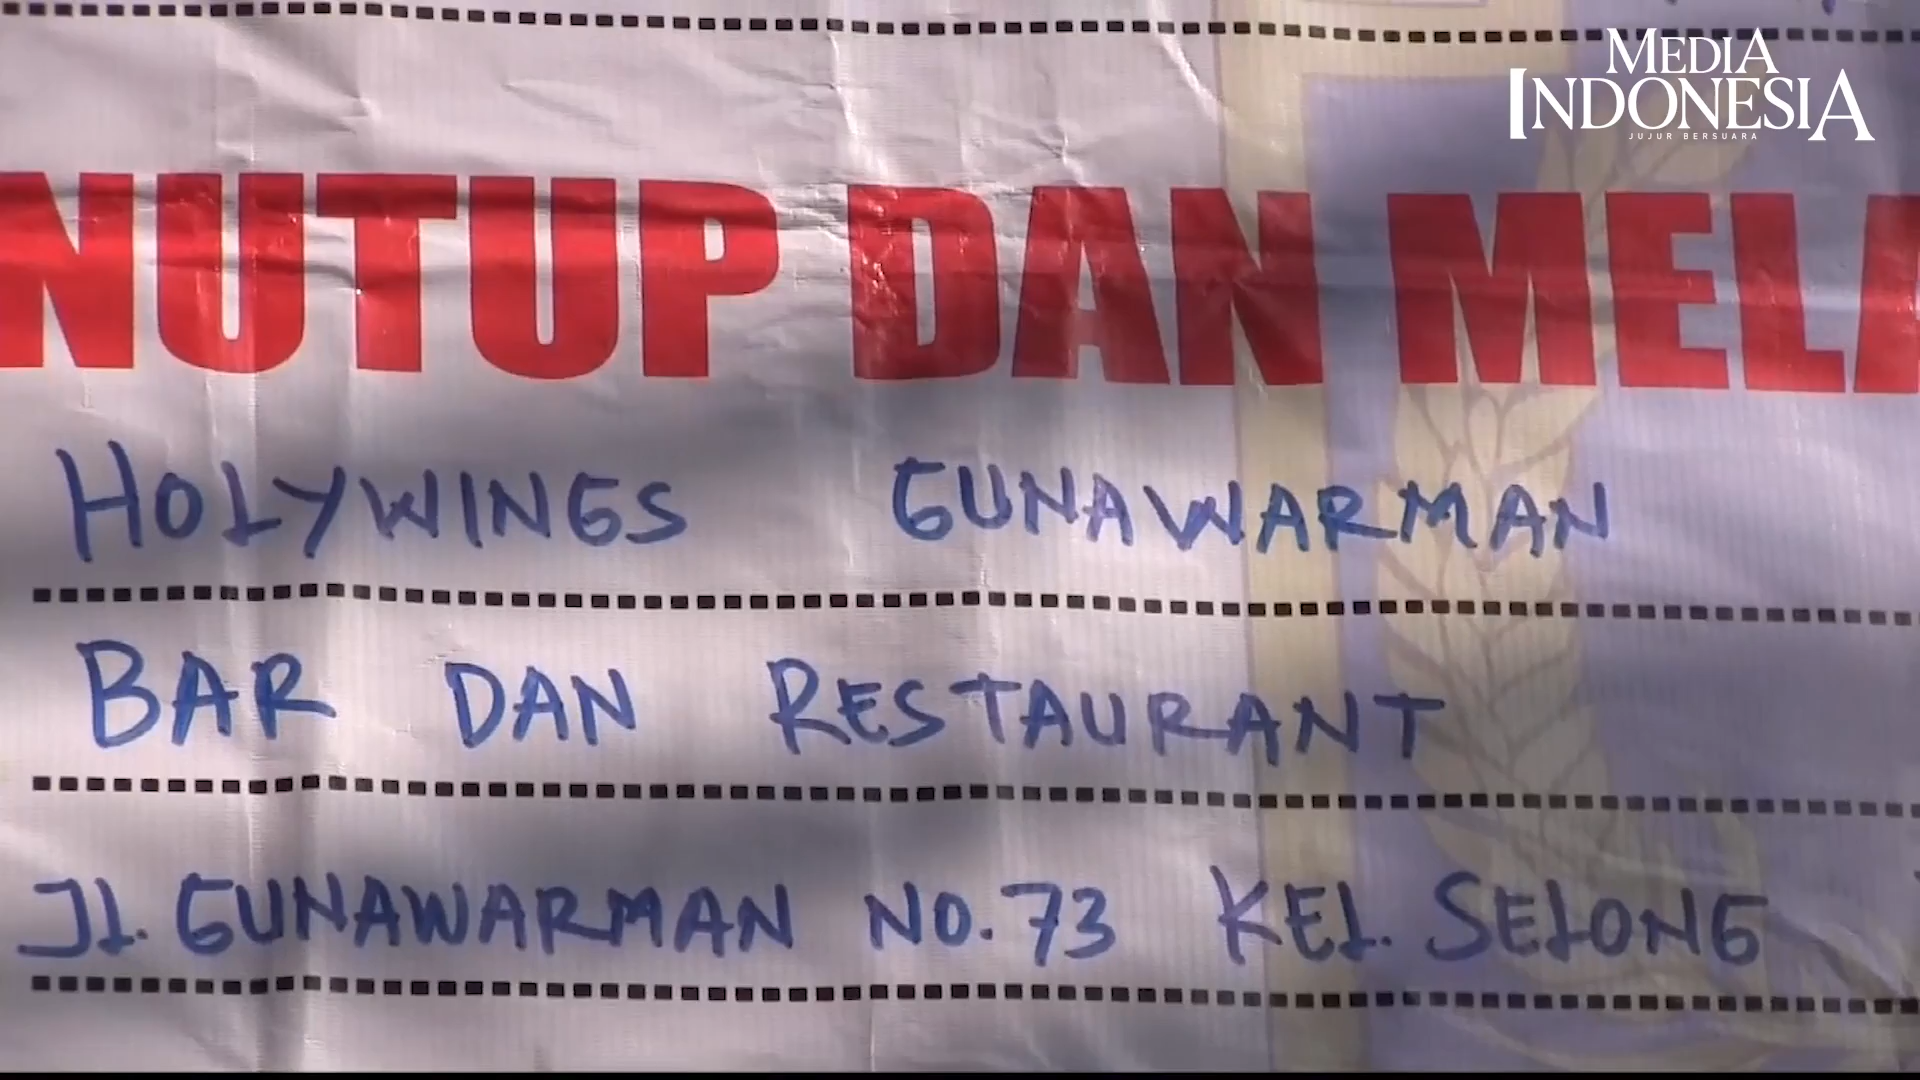 MEDIA
INDONESIA
JUJUR BERSUARA
NUTUP DAN MEL
HOLYWINGS GUNAWARMAN
BAR DAN RESTAURANT
Jl. GUNAWARMAN NO. 73 KEL. SELONG